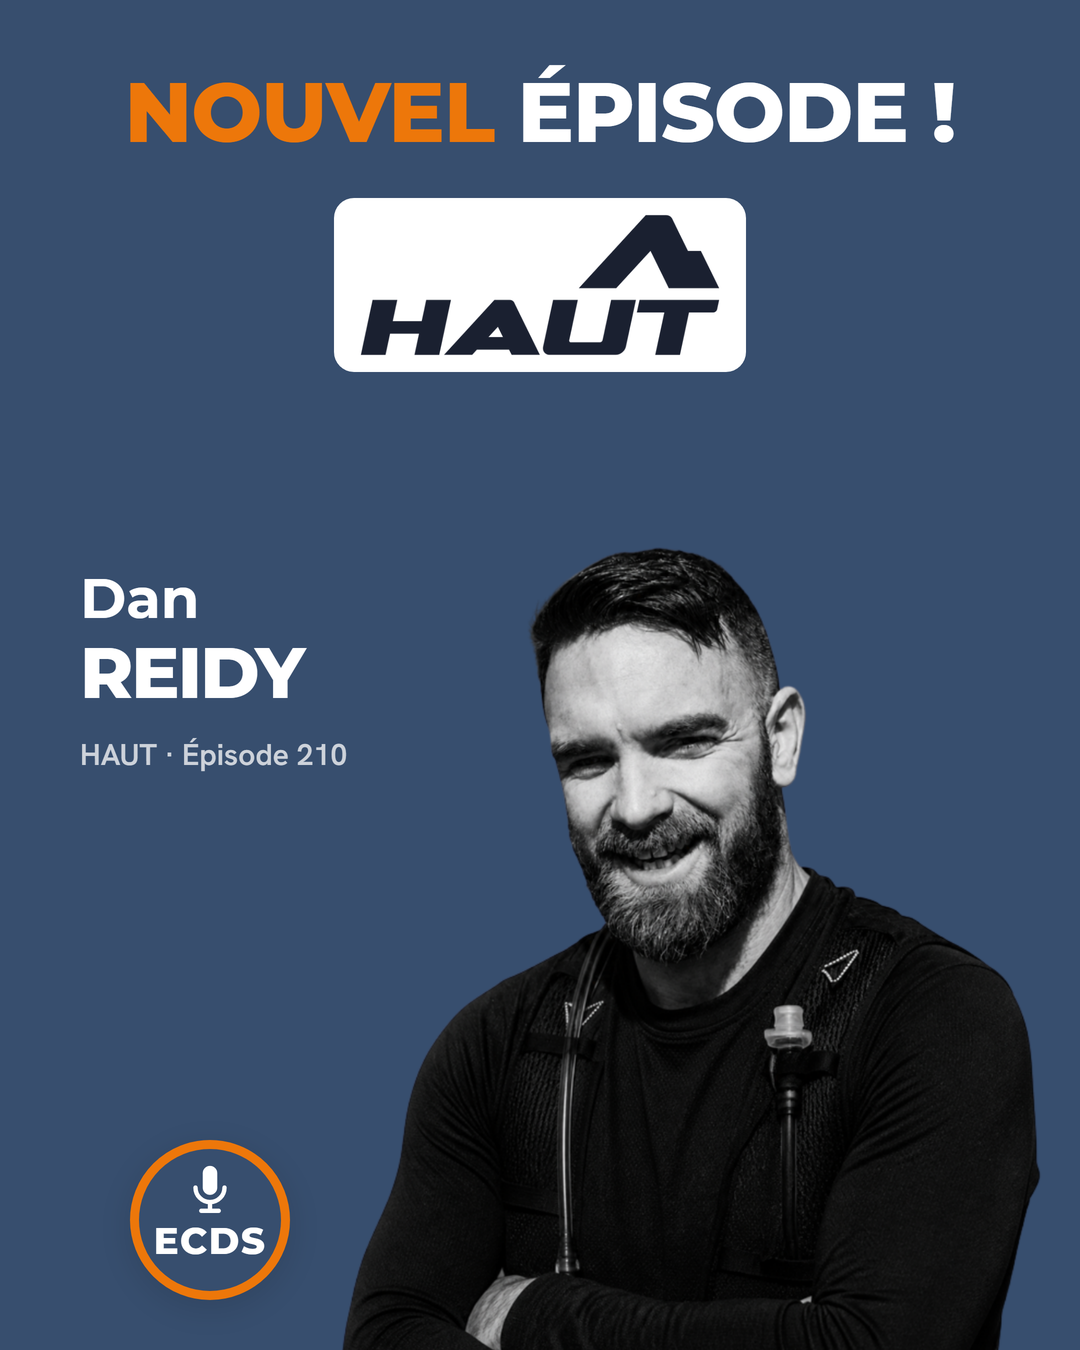 NOUVEL ÉPISODE !
HAUT
Dan
REIDY
HAUT · Épisode 210
ECDS